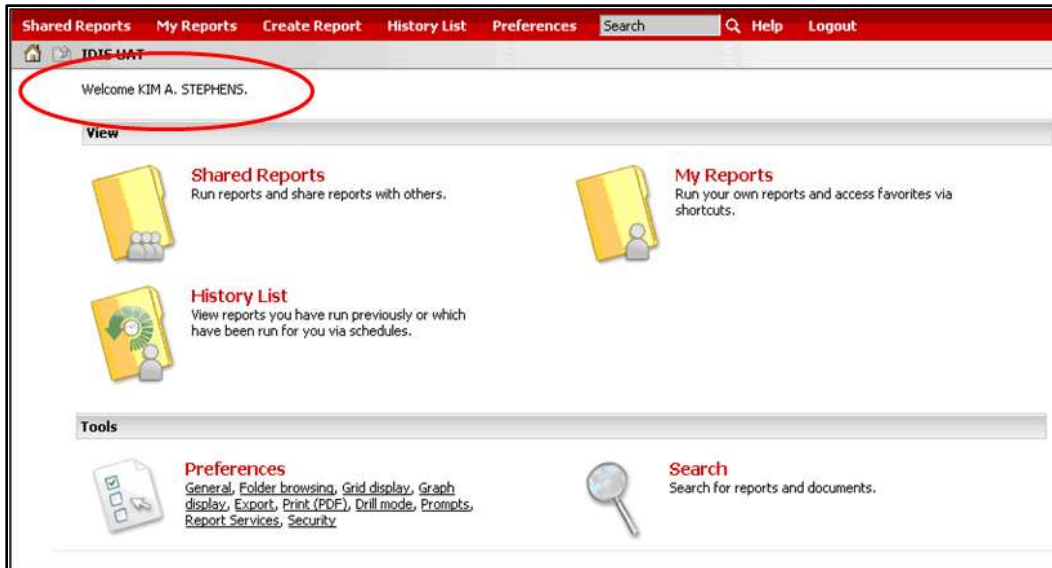 Shared Reports My Reports Create Report History List Preferences Search Help Logout
IDIS UAT
Welcome KIM A. STEPHENS.
View
Shared Reports
Run reports and share reports with others.
My Reports
Run your own reports and access favorites via
shortcuts.
History List
View reports you have run previously or which
have been run for you via schedules.
Tools
Preferences
General, Folder browsing, Grid display, Graph
display, Export, Print (PDF), Drill mode, Prompts,
Report Services, Security
Search
Search for reports and documents.